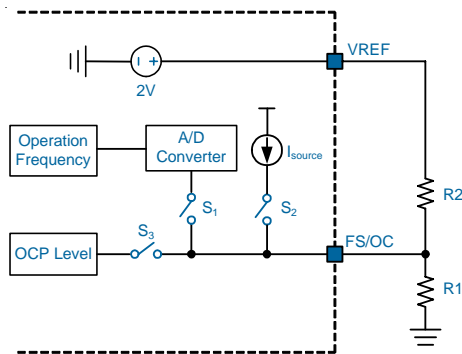 VREF
2V
Operation
Frequency
A/D
Converter
Isource
S1
S2
R2
S3
OCP Level
FS/OC
R1